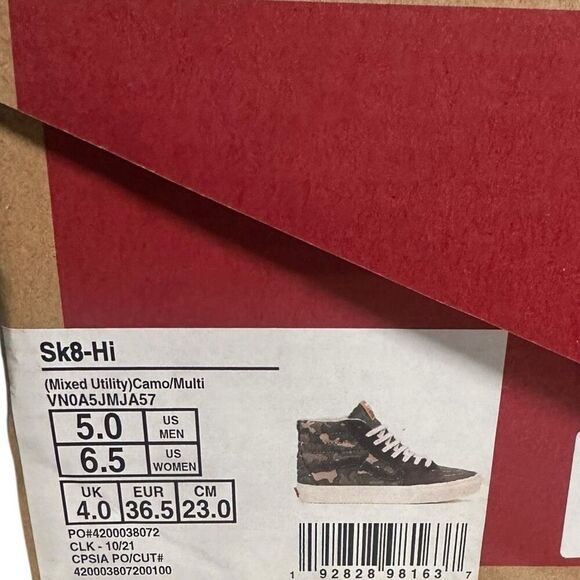 Sk8-Hi
(Mixed Utility)Camo/Multi
VN0A5JMJA57
5.0 US MEN
6.5 US WOMEN
UK EUR CM
4.0 36.5 23.0
PO#4200038072
CLK - 10/21
CPSIA PO/CUT#
420003807200100
1 92828 98163 7